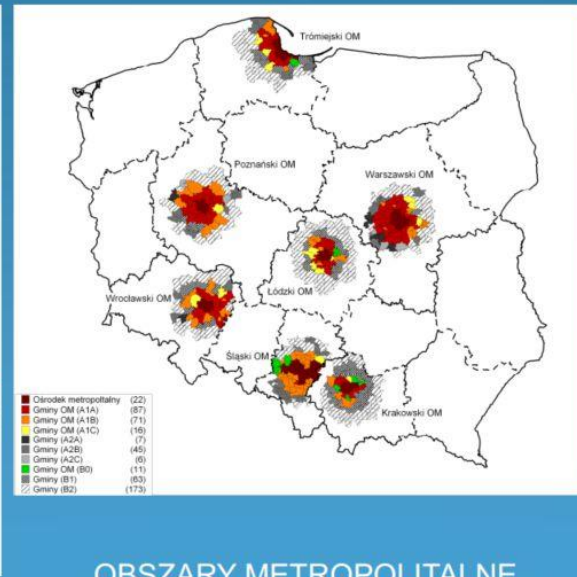 Trómiejski OM
Poznański OM
Warszawski OM
Łódzki OM
Wrocławski OM
Śląski OM
Krakowski OM
Ośrodek metropoltalny (22)
Gminy OM (A1A) (87)
Gminy OM (A1B) (71)
Gminy OM (A1C) (16)
Gminy (A2A) (7)
Gminy (A2B) (45)
Gminy (A2C) (6)
Gminy OM (B0) (11)
Gminy (B1) (63)
Gminy (B2) (173)
OBSZARY METROPOLITALNE